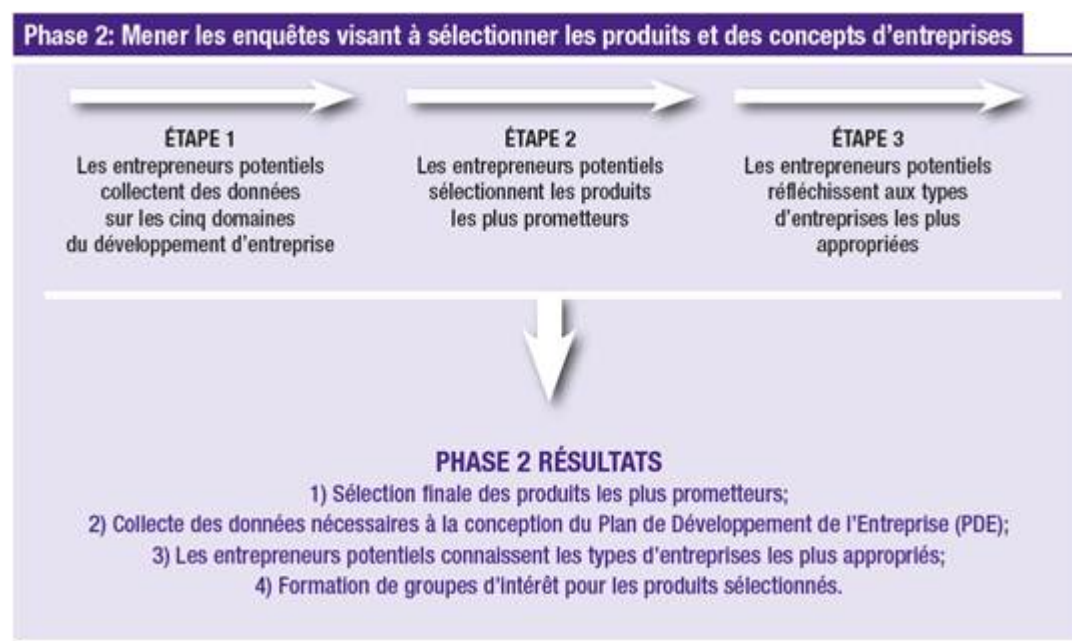 Phase 2: Mener les enquêtes visant à sélectionner les produits et des concepts d'entreprises
ÉTAPE 1
Les entrepreneurs potentiels
collectent des données
sur les cinq domaines
du développement d'entreprise
ÉTAPE 2
Les entrepreneurs potentiels
sélectionnent les produits
les plus prometteurs
ÉTAPE 3
Les entrepreneurs potentiels
réfléchissent aux types
d'entreprises les plus
appropriées
PHASE 2 RÉSULTATS
1) Sélection finale des produits les plus prometteurs;
2) Collecte des données nécessaires à la conception du Plan de Développement de l'Entreprise (PDE);
3) Les entrepreneurs potentiels connaissent les types d'entreprises les plus appropriés;
4) Formation de groupes d'intérêt pour les produits sélectionnés.